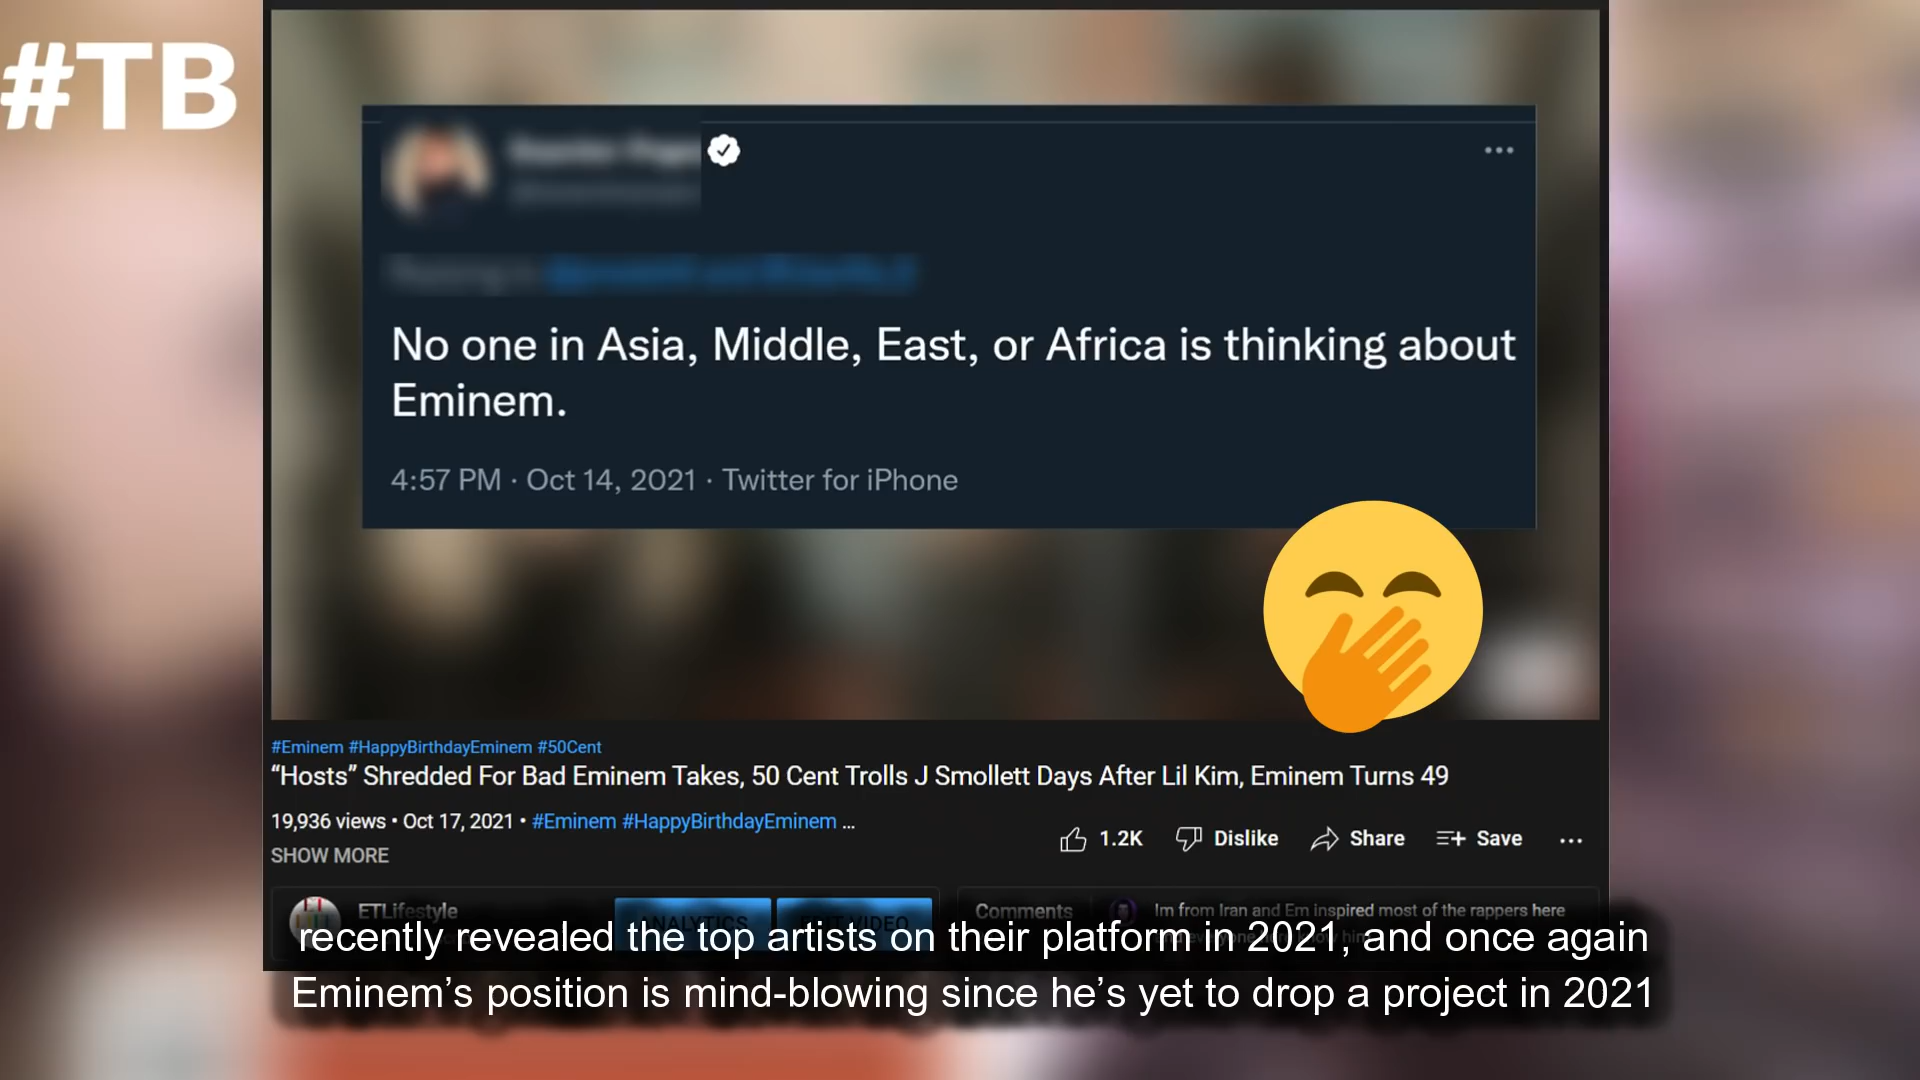 #TB
No one in Asia, Middle, East, or Africa is thinking about
Eminem.
4:57 PM · Oct 14, 2021 · Twitter for iPhone
#Eminem #HappyBirthdayEminem #50Cent
“Hosts” Shredded For Bad Eminem Takes, 50 Cent Trolls J Smollett Days After Lil Kim, Eminem Turns 49
19,936 views • Oct 17, 2021 • #Eminem #HappyBirthdayEminem ...
1.2K Dislike Share Save ...
SHOW MORE
ETLifestyle
ANALYTICS EDIT VIDEO
Comments
Im from Iran and Em inspired most of the rappers here
recently revealed the top artists on their platform in 2021, and once again
Eminem’s position is mind-blowing since he’s yet to drop a project in 2021